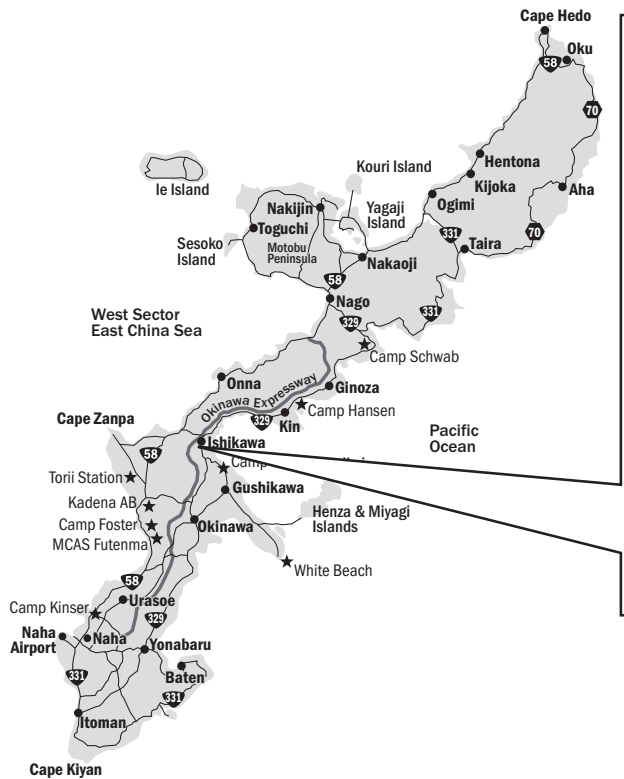 Cape Hedo
Oku
58
70
Hentona
Kouri Island
Ie Island
Kijoka
Aha
Ogimi
Nakijin
Yagaji
Island
Toguchi
331
70
Taira
Sesoko
Island
Motobu
Peninsula
Nakaoji
58
Nago
331
West Sector
East China Sea
329
Camp Schwab
Onna
Okinawa Expressway
Ginoza
Camp Hansen
Kin
329
Cape Zanpa
Pacific
Ocean
Ishikawa
58
Camp
Torii Station
Gushikawa
Kadena AB
Henza & Miyagi
Islands
Camp Foster
Okinawa
MCAS Futenma
White Beach
58
Urasoe
Camp Kinser
329
Naha
Airport
Naha
Yonabaru
Baten
331
331
Itoman
Cape Kiyan